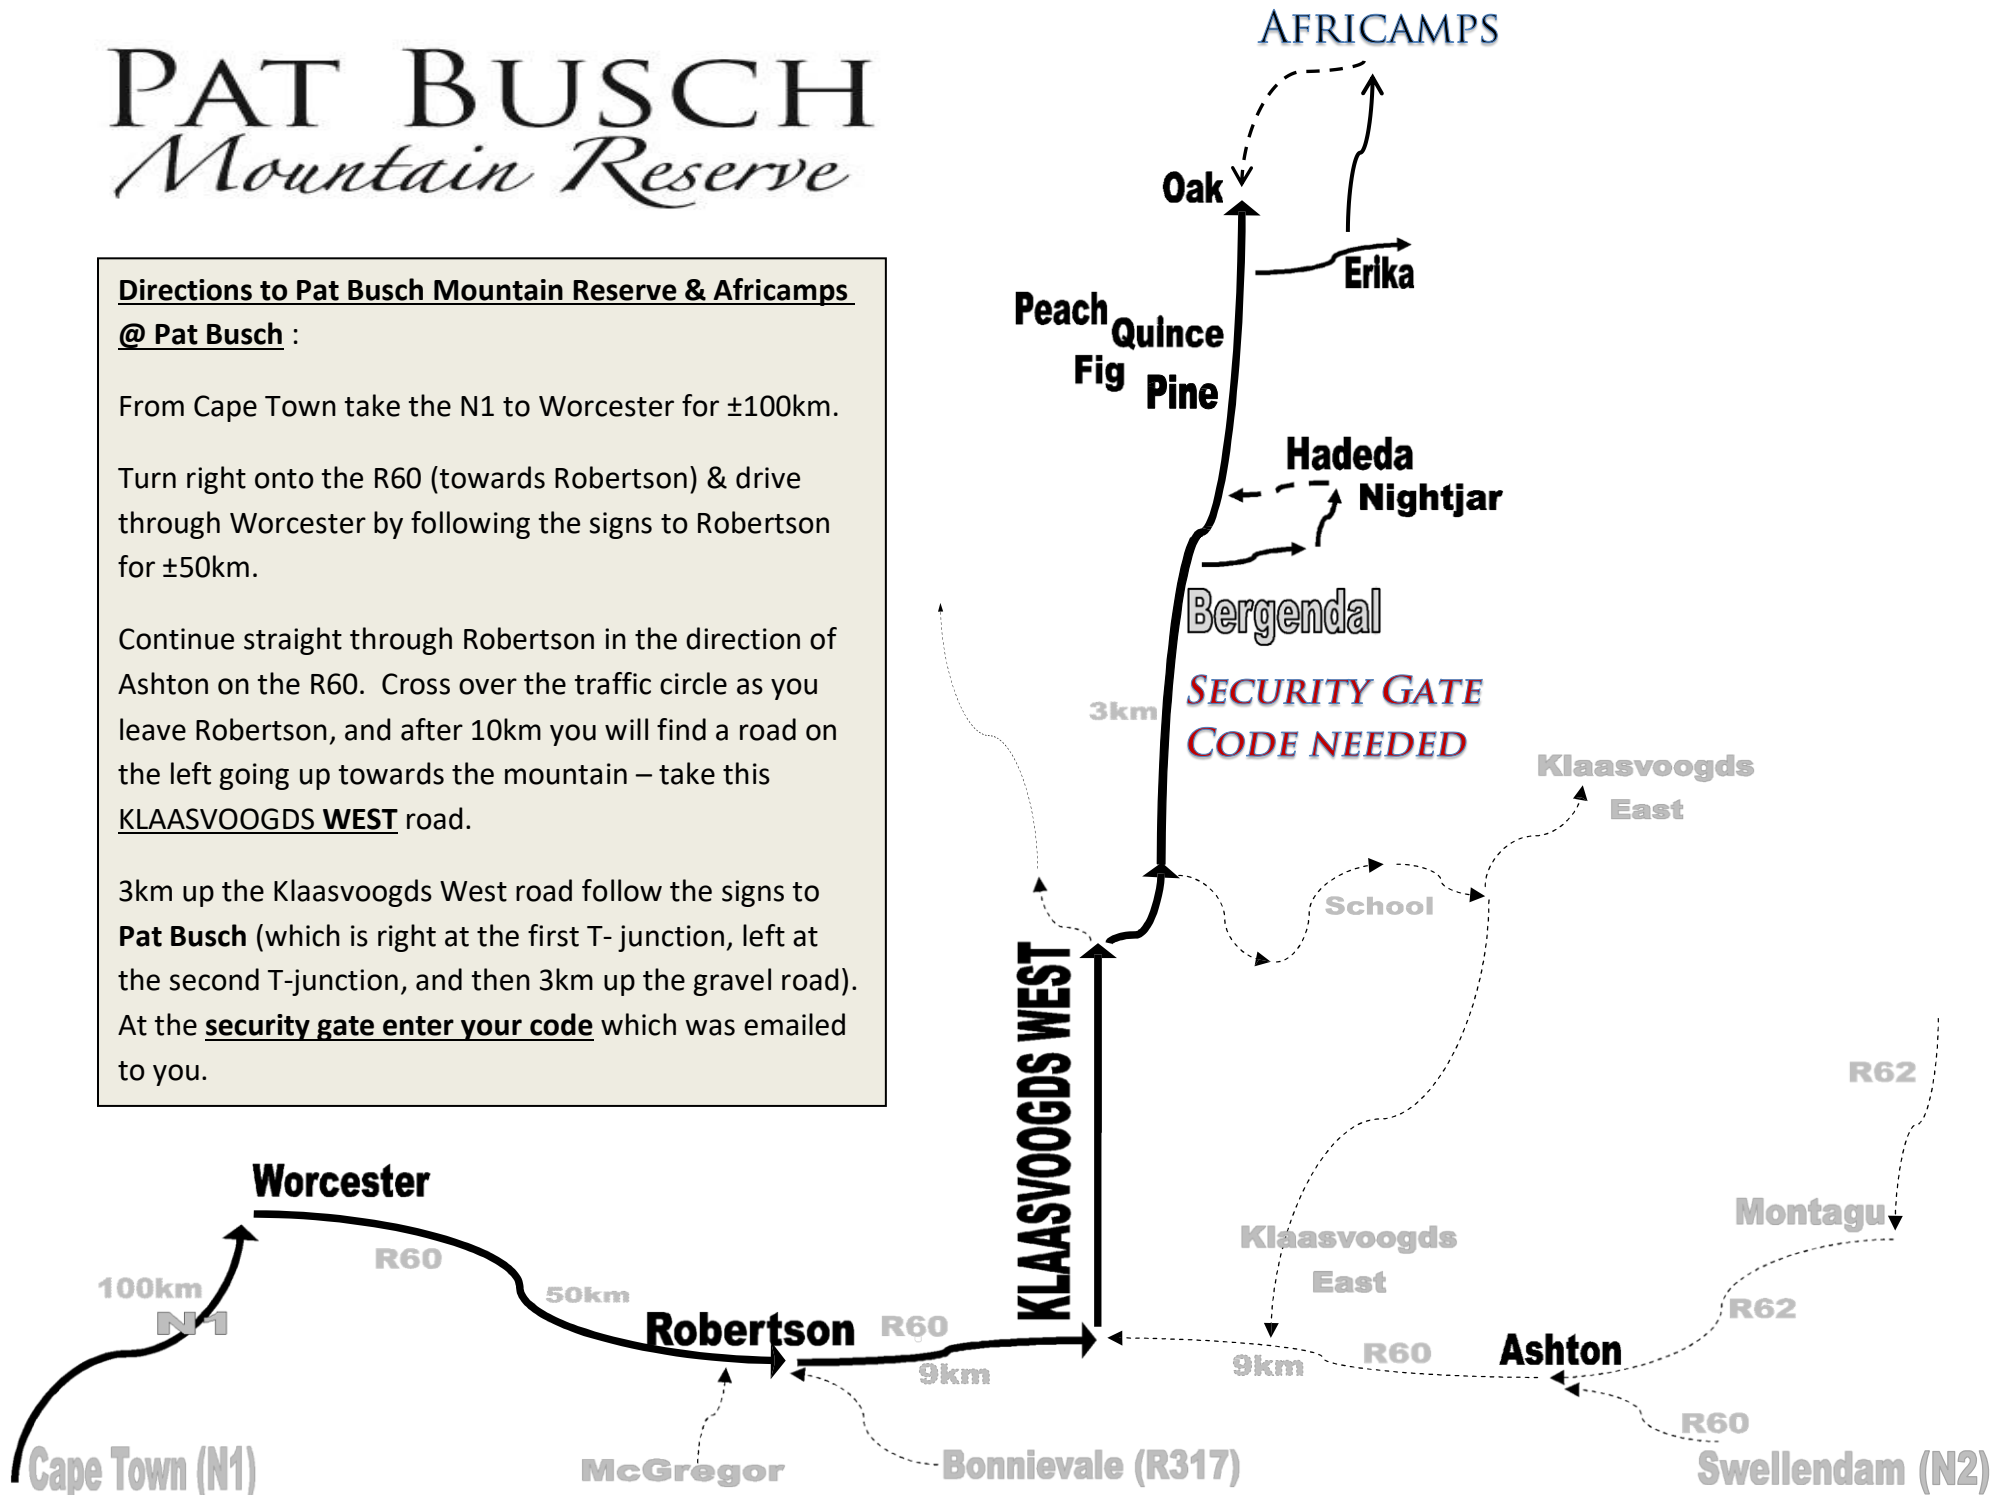 PAT BUSCH
Mountain Reserve
Directions to Pat Busch Mountain Reserve & Africamps
@ Pat Busch :
From Cape Town take the N1 to Worcester for ±100km.
Turn right onto the R60 (towards Robertson) & drive
through Worcester by following the signs to Robertson
for ±50km.
Continue straight through Robertson in the direction of
Ashton on the R60. Cross over the traffic circle as you
leave Robertson, and after 10km you will find a road on
the left going up towards the mountain – take this
KLAASVOOGDS WEST road.
3km up the Klaasvoogds West road follow the signs to
Pat Busch (which is right at the first T- junction, left at
the second T-junction, and then 3km up the gravel road).
At the security gate enter your code which was emailed
to you.
AFRICAMPS
Oak
Erika
Peach
Quince
Fig
Pine
Hadeda
Nightjar
Bergendal
3km
SECURITY GATE
CODE NEEDED
Klaasvoogds
East
School
KLAASVOOGDS WEST
R62
Montagu
Worcester
R60
100km
N1
50km
Robertson
R60
9km
Klaasvoogds
East
R62
9km
R60
Ashton
R60
Cape Town (N1)
McGregor
Bonnievale (R317)
Swellendam (N2)